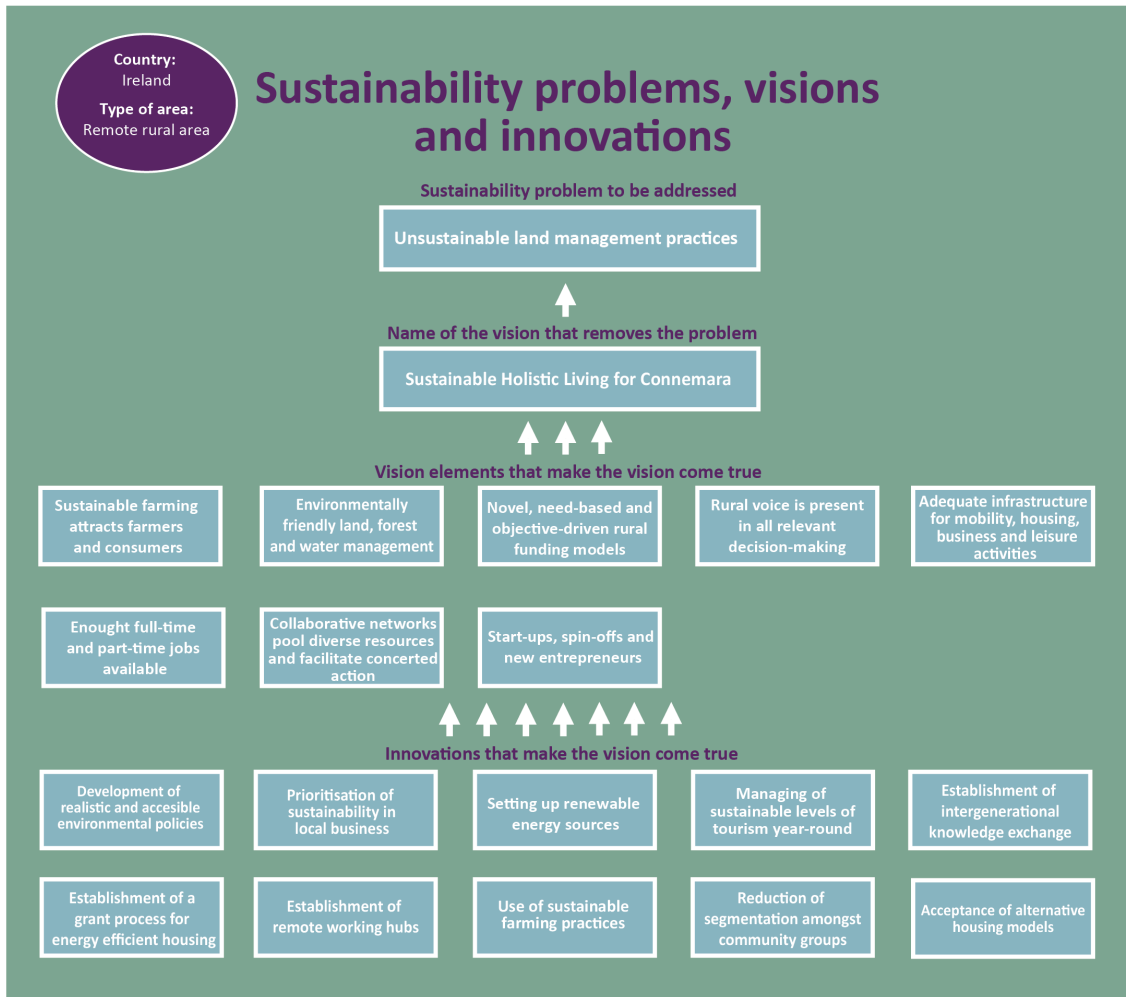 Country:
Ireland
Type of area:
Remote rural area
Sustainability problems, visions
and innovations
Sustainability problem to be addressed
Unsustainable land management practices
Name of the vision that removes the problem
Sustainable Holistic Living for Connemara
Vision elements that make the vision come true
Sustainable farming
attracts farmers
and consumers
Environmentally
friendly land, forest
and water management
Novel, need-based and
objective-driven rural
funding models
Rural voice is present
in all relevant
decision-making
Adequate infrastructure
for mobility, housing,
business and leisure
activities
Enought full-time
and part-time jobs
available
Collaborative networks
pool diverse resources
and facilitate concerted
action
Start-ups, spin-offs and
new entrepreneurs
Innovations that make the vision come true
Development of
realistic and accesible
environmental policies
Prioritisation of
sustainability in
local business
Setting up renewable
energy sources
Managing of
sustainable levels of
tourism year-round
Establishment of
intergenerational
knowledge exchange
Establishment of a
grant process for
energy efficient housing
Establishment of
remote working hubs
Use of sustainable
farming practices
Reduction of
segmentation amongst
community groups
Acceptance of alternative
housing models